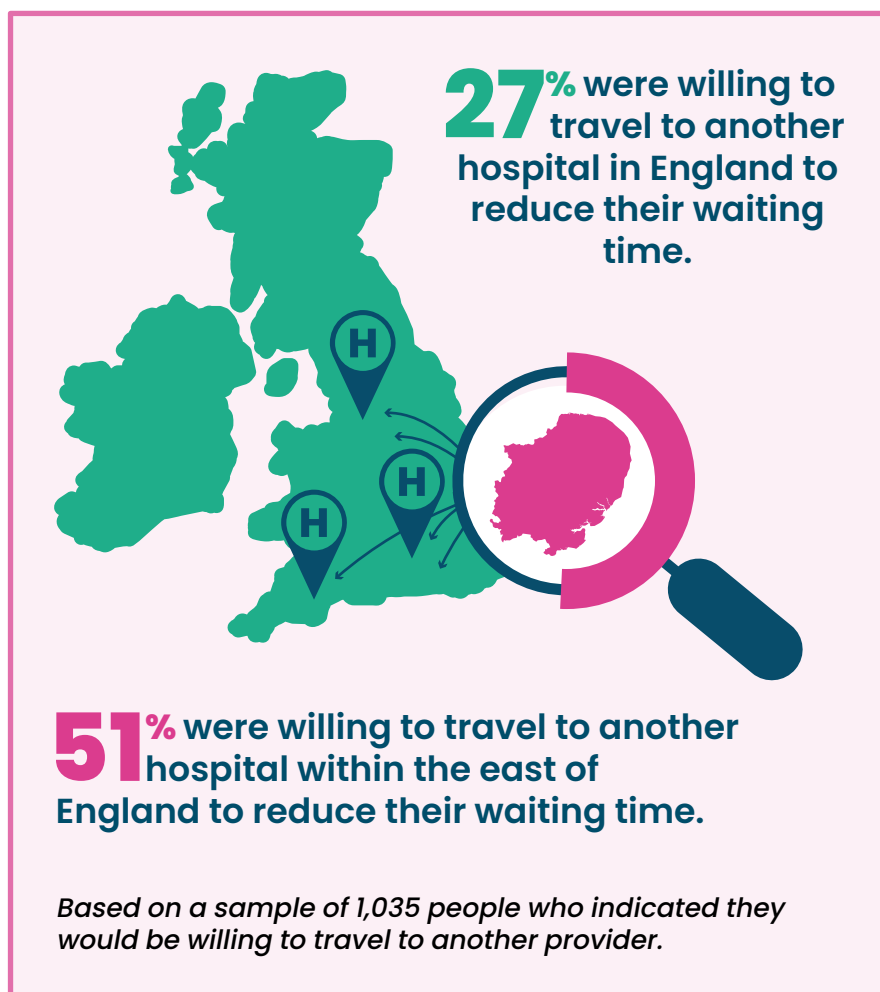 27% were willing to
travel to another
hospital in England to
reduce their waiting
time.
H
H
H
51% were willing to travel to another
hospital within the east of
England to reduce their waiting time.
Based on a sample of 1,035 people who indicated they
would be willing to travel to another provider.